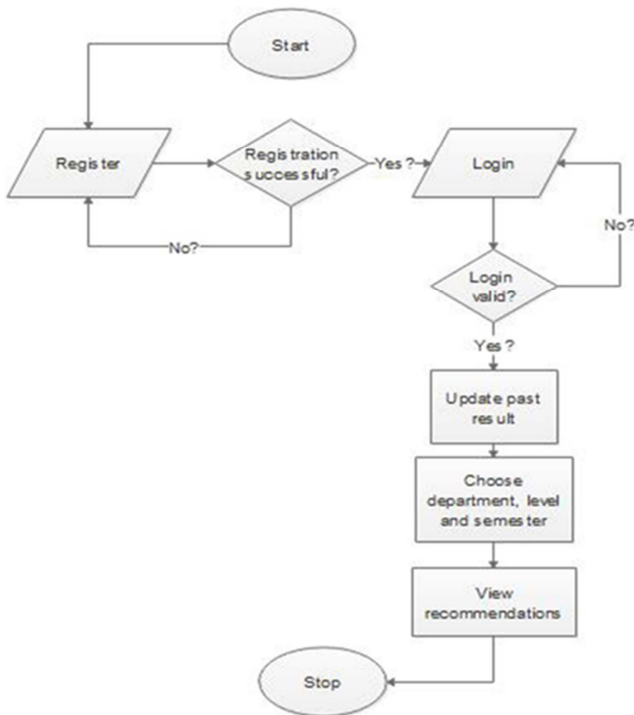 Start
Register
Registration
successful?
Yes ?
Login
No?
No?
Login
valid?
Yes ?
Update past
result
Choose
department, level
and semester
View
recommendations
Stop